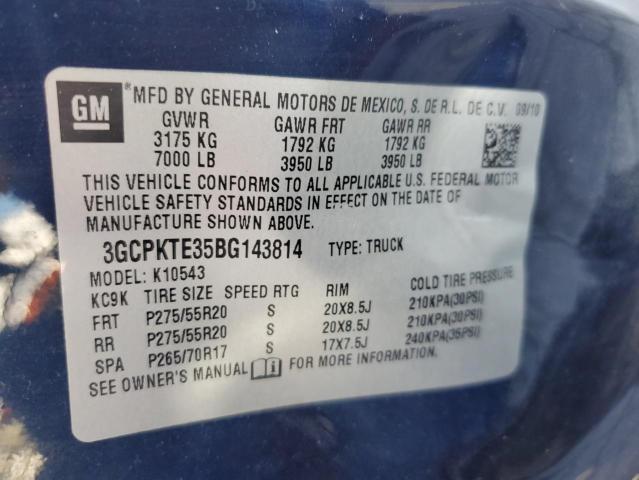 GM
®MFD BY GENERAL MOTORS DE MEXICO, S. DE R.L. DE C.V. 09/10
GVWR GAWR FRT GAWR RR
3175 KG 1792 KG 1792 KG
7000 LB 3950 LB 3950 LB
THIS VEHICLE CONFORMS TO ALL APPLICABLE U.S. FEDERAL MOTOR
VEHICLE SAFETY STANDARDS IN EFFECT ON THE DATE OF
MANUFACTURE SHOWN ABOVE.
3GCPKTE35BG143814 TYPE: TRUCK
MODEL: K10543
KC9K TIRE SIZE SPEED RTG RIM COLD TIRE PRESSURE
FRT P275/55R20 S 20X8.5J 210KPA(30PSI)
RR P275/55R20 S 20X8.5J 210KPA(30PSI)
SPA P265/70R17 S 17X7.5J 240KPA(35PSI)
SEE OWNER'S MANUAL FOR MORE INFORMATION.